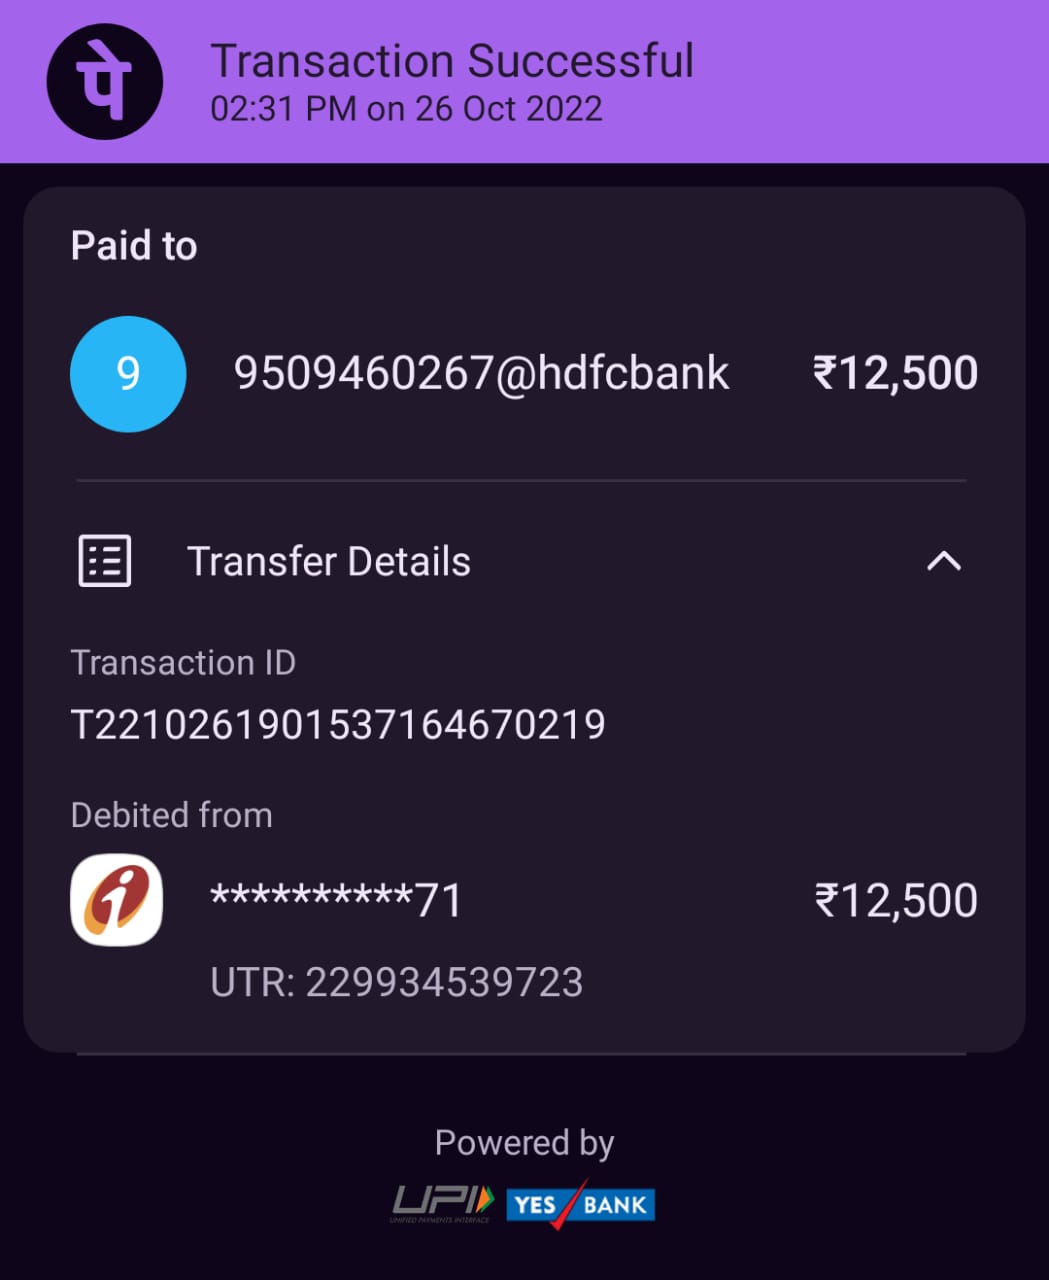 पे
Transaction Successful
02:31 PM on 26 Oct 2022
Paid to
9
9509460267@hdfcbank
₹12,500
Transfer Details
Transaction ID
T2210261901537164670219
Debited from
i
**********71
₹12,500
UTR: 229934539723
Powered by
UPI
UNIFIED PAYMENTS INTERFACE
YES BANK